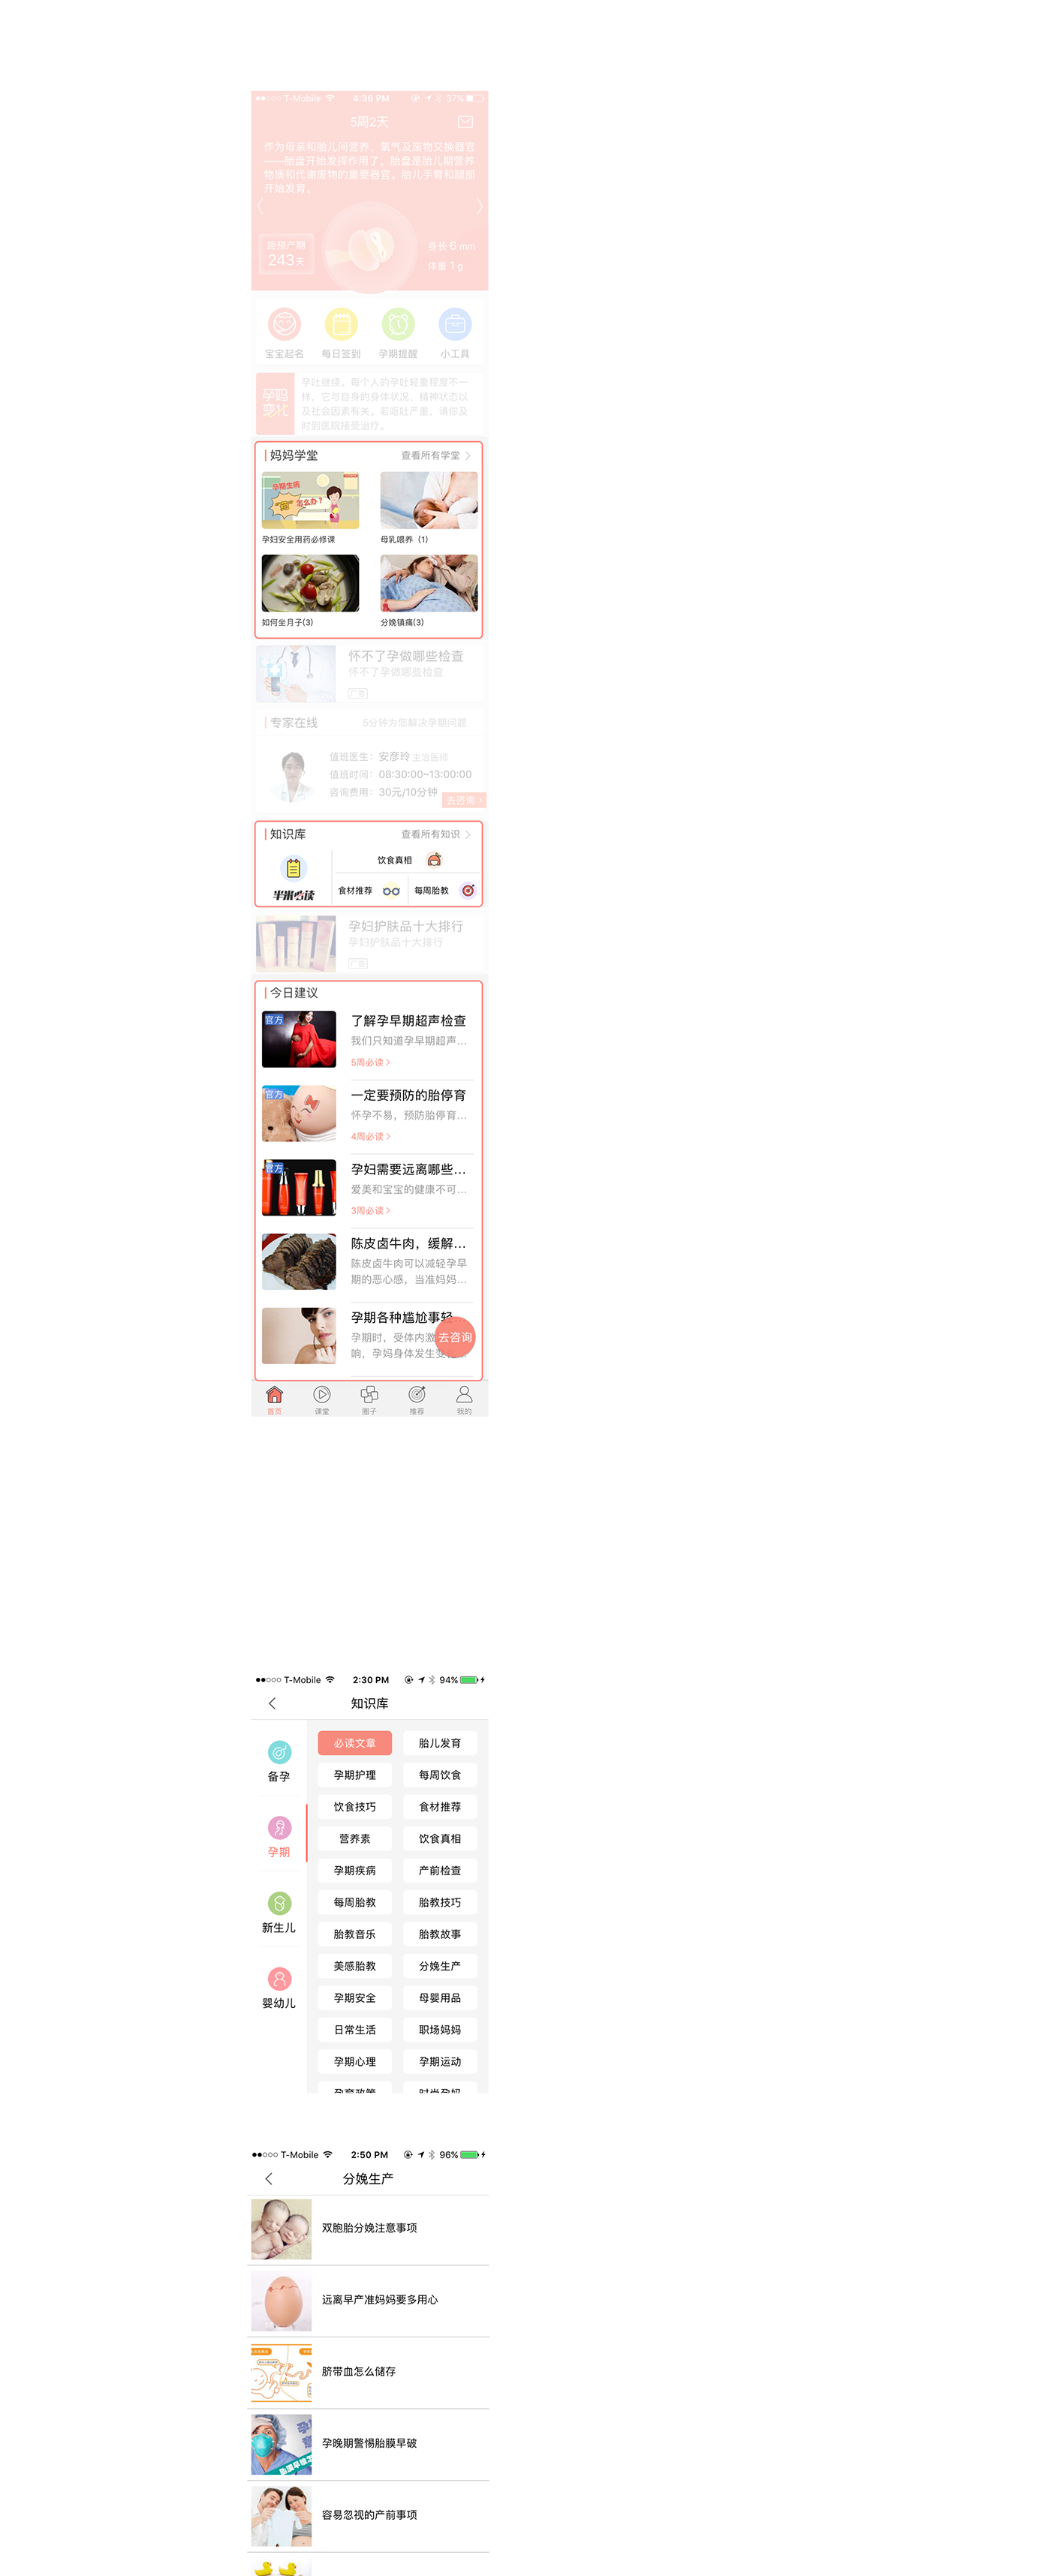 T-Mobile 4:36 PM 37%
5周2天
作为母亲和胎儿间营养、氧气及废物交换器官
——胎盘开始发挥作用了，胎盘是胎儿期营养
物质和代谢废物的重要器官。胎儿手臂和腿部
开始发育。
距预产期
243天
身长 6 mm
体重 1 g
宝宝起名 每日签到 孕期提醒 小工具
孕妈
变化
孕吐继续。每个人的孕吐轻重程度不一
样，它与自身的身体状况、精神状态以
及社会因素有关。若呕吐严重，请你及
时到医院接受治疗。
妈妈学堂 查看所有学堂
孕期生病
"药"怎么办？
孕妇安全用药必修课 母乳喂养（1）
如何坐月子(3) 分娩镇痛(3)
怀不了孕做哪些检查
怀不了孕做哪些检查
广告
专家在线 5分钟为您解决孕期问题
值班医生：安彦玲 主治医师
值班时间：08:30:00~13:00:00
咨询费用：30元/10分钟
去咨询
知识库 查看所有知识
饮食真相
半米必读 食材推荐 每周胎教
孕妇护肤品十大排行
孕妇护肤品十大排行
广告
今日建议
官方
了解孕早期超声检查
我们只知道孕早期超声...
5周必读
官方
一定要预防的胎停育
怀孕不易，预防胎停育...
4周必读
官方
孕妇需要远离哪些...
爱美和宝宝的健康不可...
3周必读
陈皮卤牛肉，缓解...
陈皮卤牛肉可以减轻孕早
期的恶心感，当准妈妈...
孕期各种尴尬事轻
孕期时，受体内激
响，孕妈身体发生变化...
去咨询
首页 课堂 圈子 推荐 我的
T-Mobile 2:30 PM 94%
知识库
备孕
孕期
新生儿
婴幼儿
必读文章 胎儿发育
孕期护理 每周饮食
饮食技巧 食材推荐
营养素 饮食真相
孕期疾病 产前检查
每周胎教 胎教技巧
胎教音乐 胎教故事
美感胎教 分娩生产
孕期安全 母婴用品
日常生活 职场妈妈
孕期心理 孕期运动
孕育政策 时尚孕妈
T-Mobile 2:50 PM 96%
分娩生产
双胞胎分娩注意事项
远离早产准妈妈要多用心
脐带血怎么储存
孕晚期警惕胎膜早破
容易忽视的产前事项